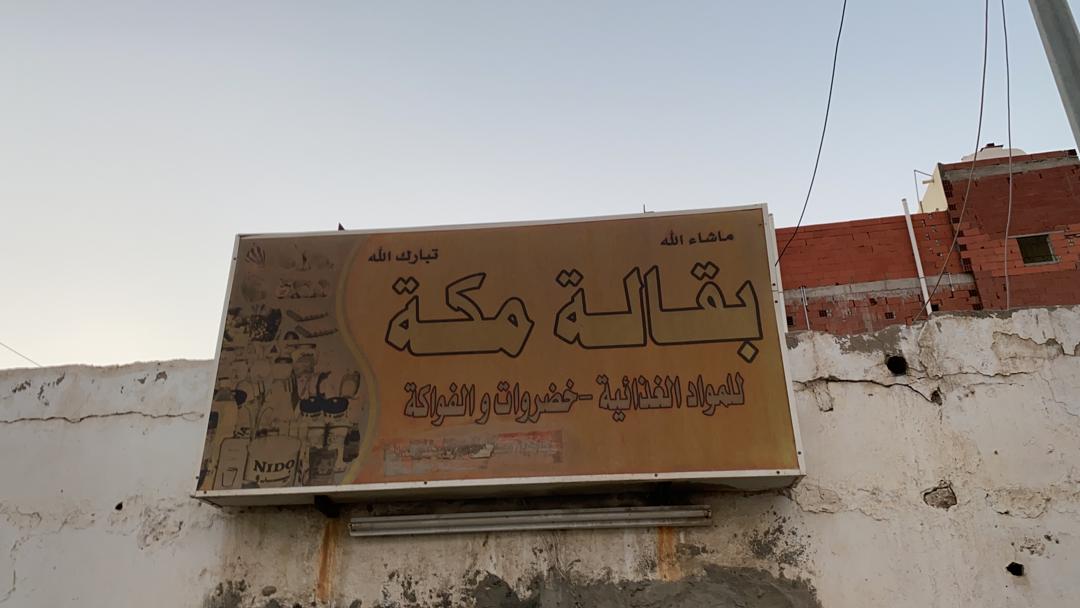 ماشاء الله تبارك الله
بقالة مكة
للمواد الغذائية - خضروات و الفواكة
NIDO